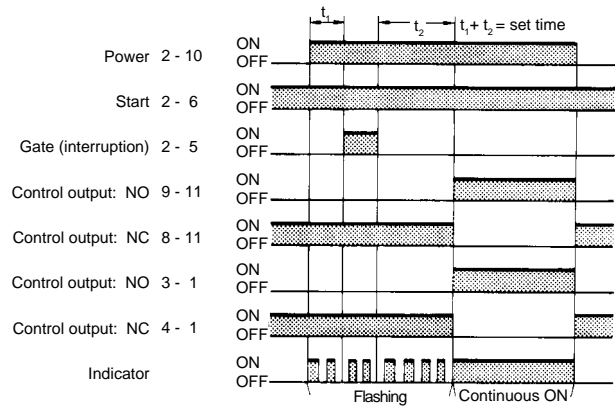 t1 t2 t1 + t2 = set time
Power 2 - 10 ON
OFF
Start 2 - 6 ON
OFF
Gate (interruption) 2 - 5 ON
OFF
Control output: NO 9 - 11 ON
OFF
Control output: NC 8 - 11 ON
OFF
Control output: NO 3 - 1 ON
OFF
Control output: NC 4 - 1 ON
OFF
Indicator ON
OFF
Flashing Continuous ON